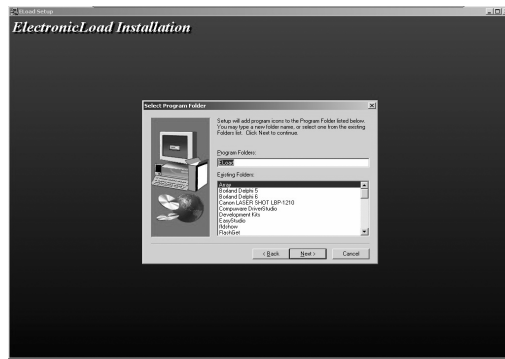 ELoad Setup
ElectronicLoad Installation
Select Program Folder
Setup will add program icons to the Program Folder listed below.
You may type a new folder name, or select one from the existing
Folders list. Click Next to continue.
Program Folders:
ELoad
Existing Folders:
Array
Borland Delphi 5
Borland Delphi 6
Canon LASER SHOT LBP-1210
Compuware DriverStudio
Development Kits
EasyStudio
ffdshow
FlashGet
< Back
Next >
Cancel